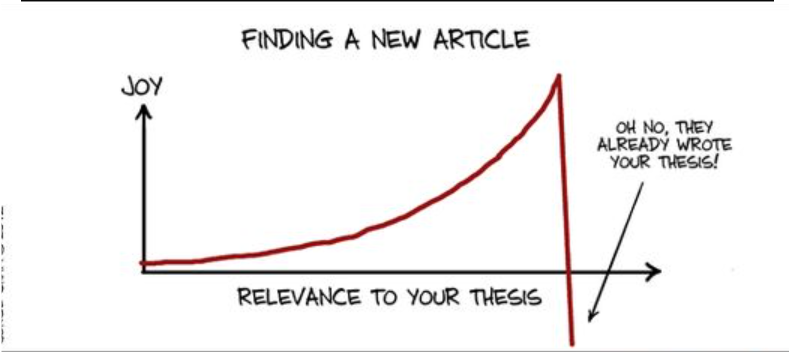 FINDING A NEW ARTICLE
JOY
OH NO, THEY
ALREADY WROTE
YOUR THESIS!
RELEVANCE TO YOUR THESIS